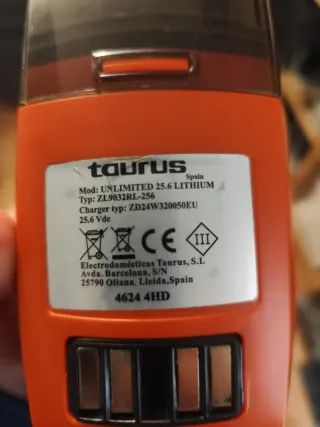 taurus
Spain
Mod: UNLIMITED 25.6 LITHIUM
Typ: ZL9032RL-256
Charger typ: ZD24W320050EU
25.6 Vdc
CE
III
Electrodomésticos Taurus, S.L
Avda. Barcelona, S/N
25790 Oliana, Lleida,Spain
4624 4HD